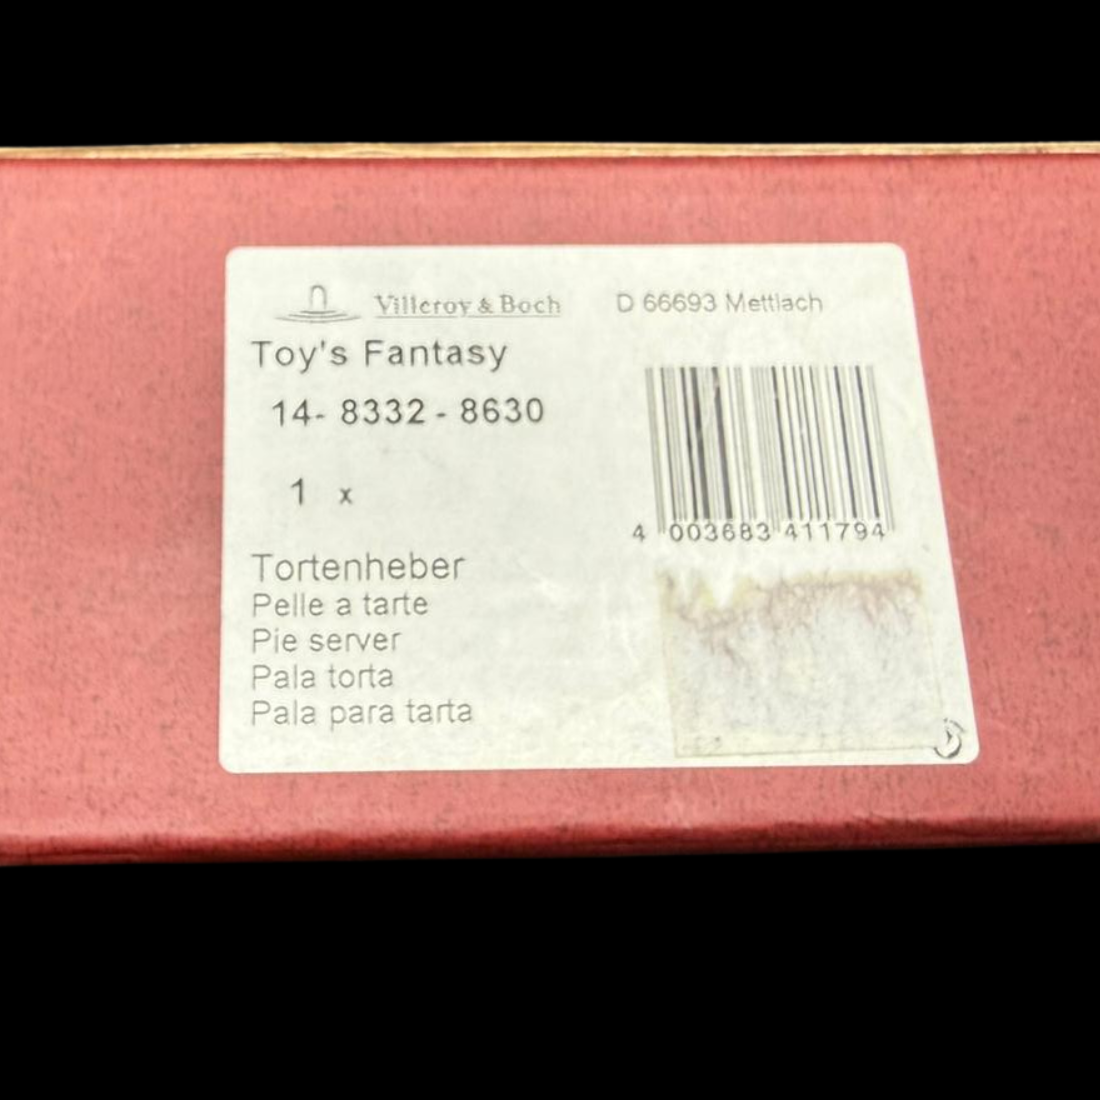 Villeroy & Boch D 66693 Mettlach
Toy's Fantasy
14- 8332 - 8630
1 x
4 003683 411794
Tortenheber
Pelle a tarte
Pie server
Pala torta
Pala para tarta